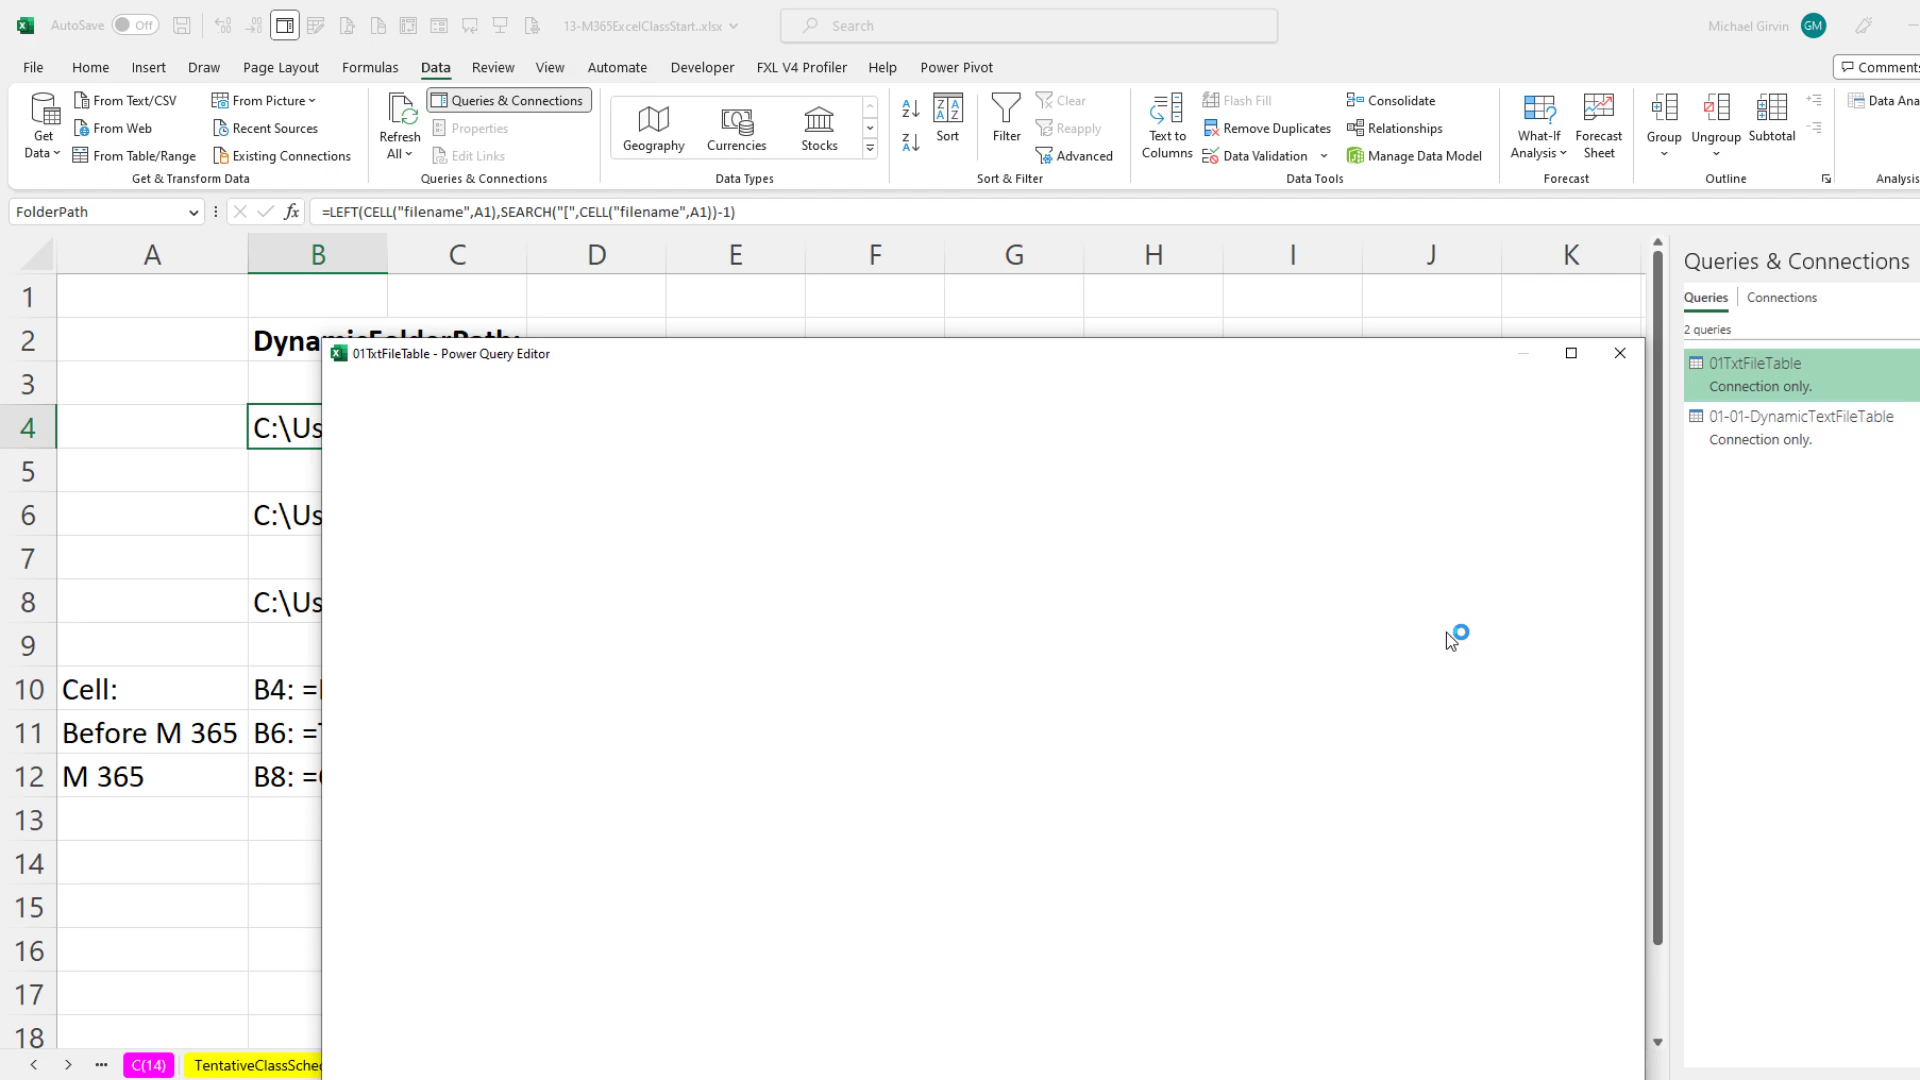 AutoSave Off 13-M365ExcelClassStart..xlsx Search Michael Girvin GM
File Home Insert Draw Page Layout Formulas Data Review View Automate Developer FXL V4 Profiler Help Power Pivot Comments
Get Data
From Text/CSV
From Web
From Table/Range
From Picture
Recent Sources
Existing Connections
Get & Transform Data
Refresh All
Queries & Connections
Properties
Edit Links
Queries & Connections
Geography Currencies Stocks
Data Types
Sort
Filter
Clear
Reapply
Advanced
Sort & Filter
Text to Columns
Flash Fill
Remove Duplicates
Data Validation
Consolidate
Relationships
Manage Data Model
Data Tools
What-If Analysis
Forecast Sheet
Forecast
Group Ungroup Subtotal
Outline
Data Ana
Analysis
FolderPath fx =LEFT(CELL("filename",A1),SEARCH("[",CELL("filename",A1))-1)
A B C D E F G H I J K
1
2 DynamicFolderPath:
3
4 C:\Us
5
6 C:\Us
7
8 C:\Us
9
10 Cell: B4: =
11 Before M 365 B6: =
12 M 365 B8: =
13
14
15
16
17
18
01TxtFileTable - Power Query Editor
Queries & Connections
Queries Connections
2 queries
01TxtFileTable
Connection only.
01-01-DynamicTextFileTable
Connection only.
C(14) TentativeClassSched